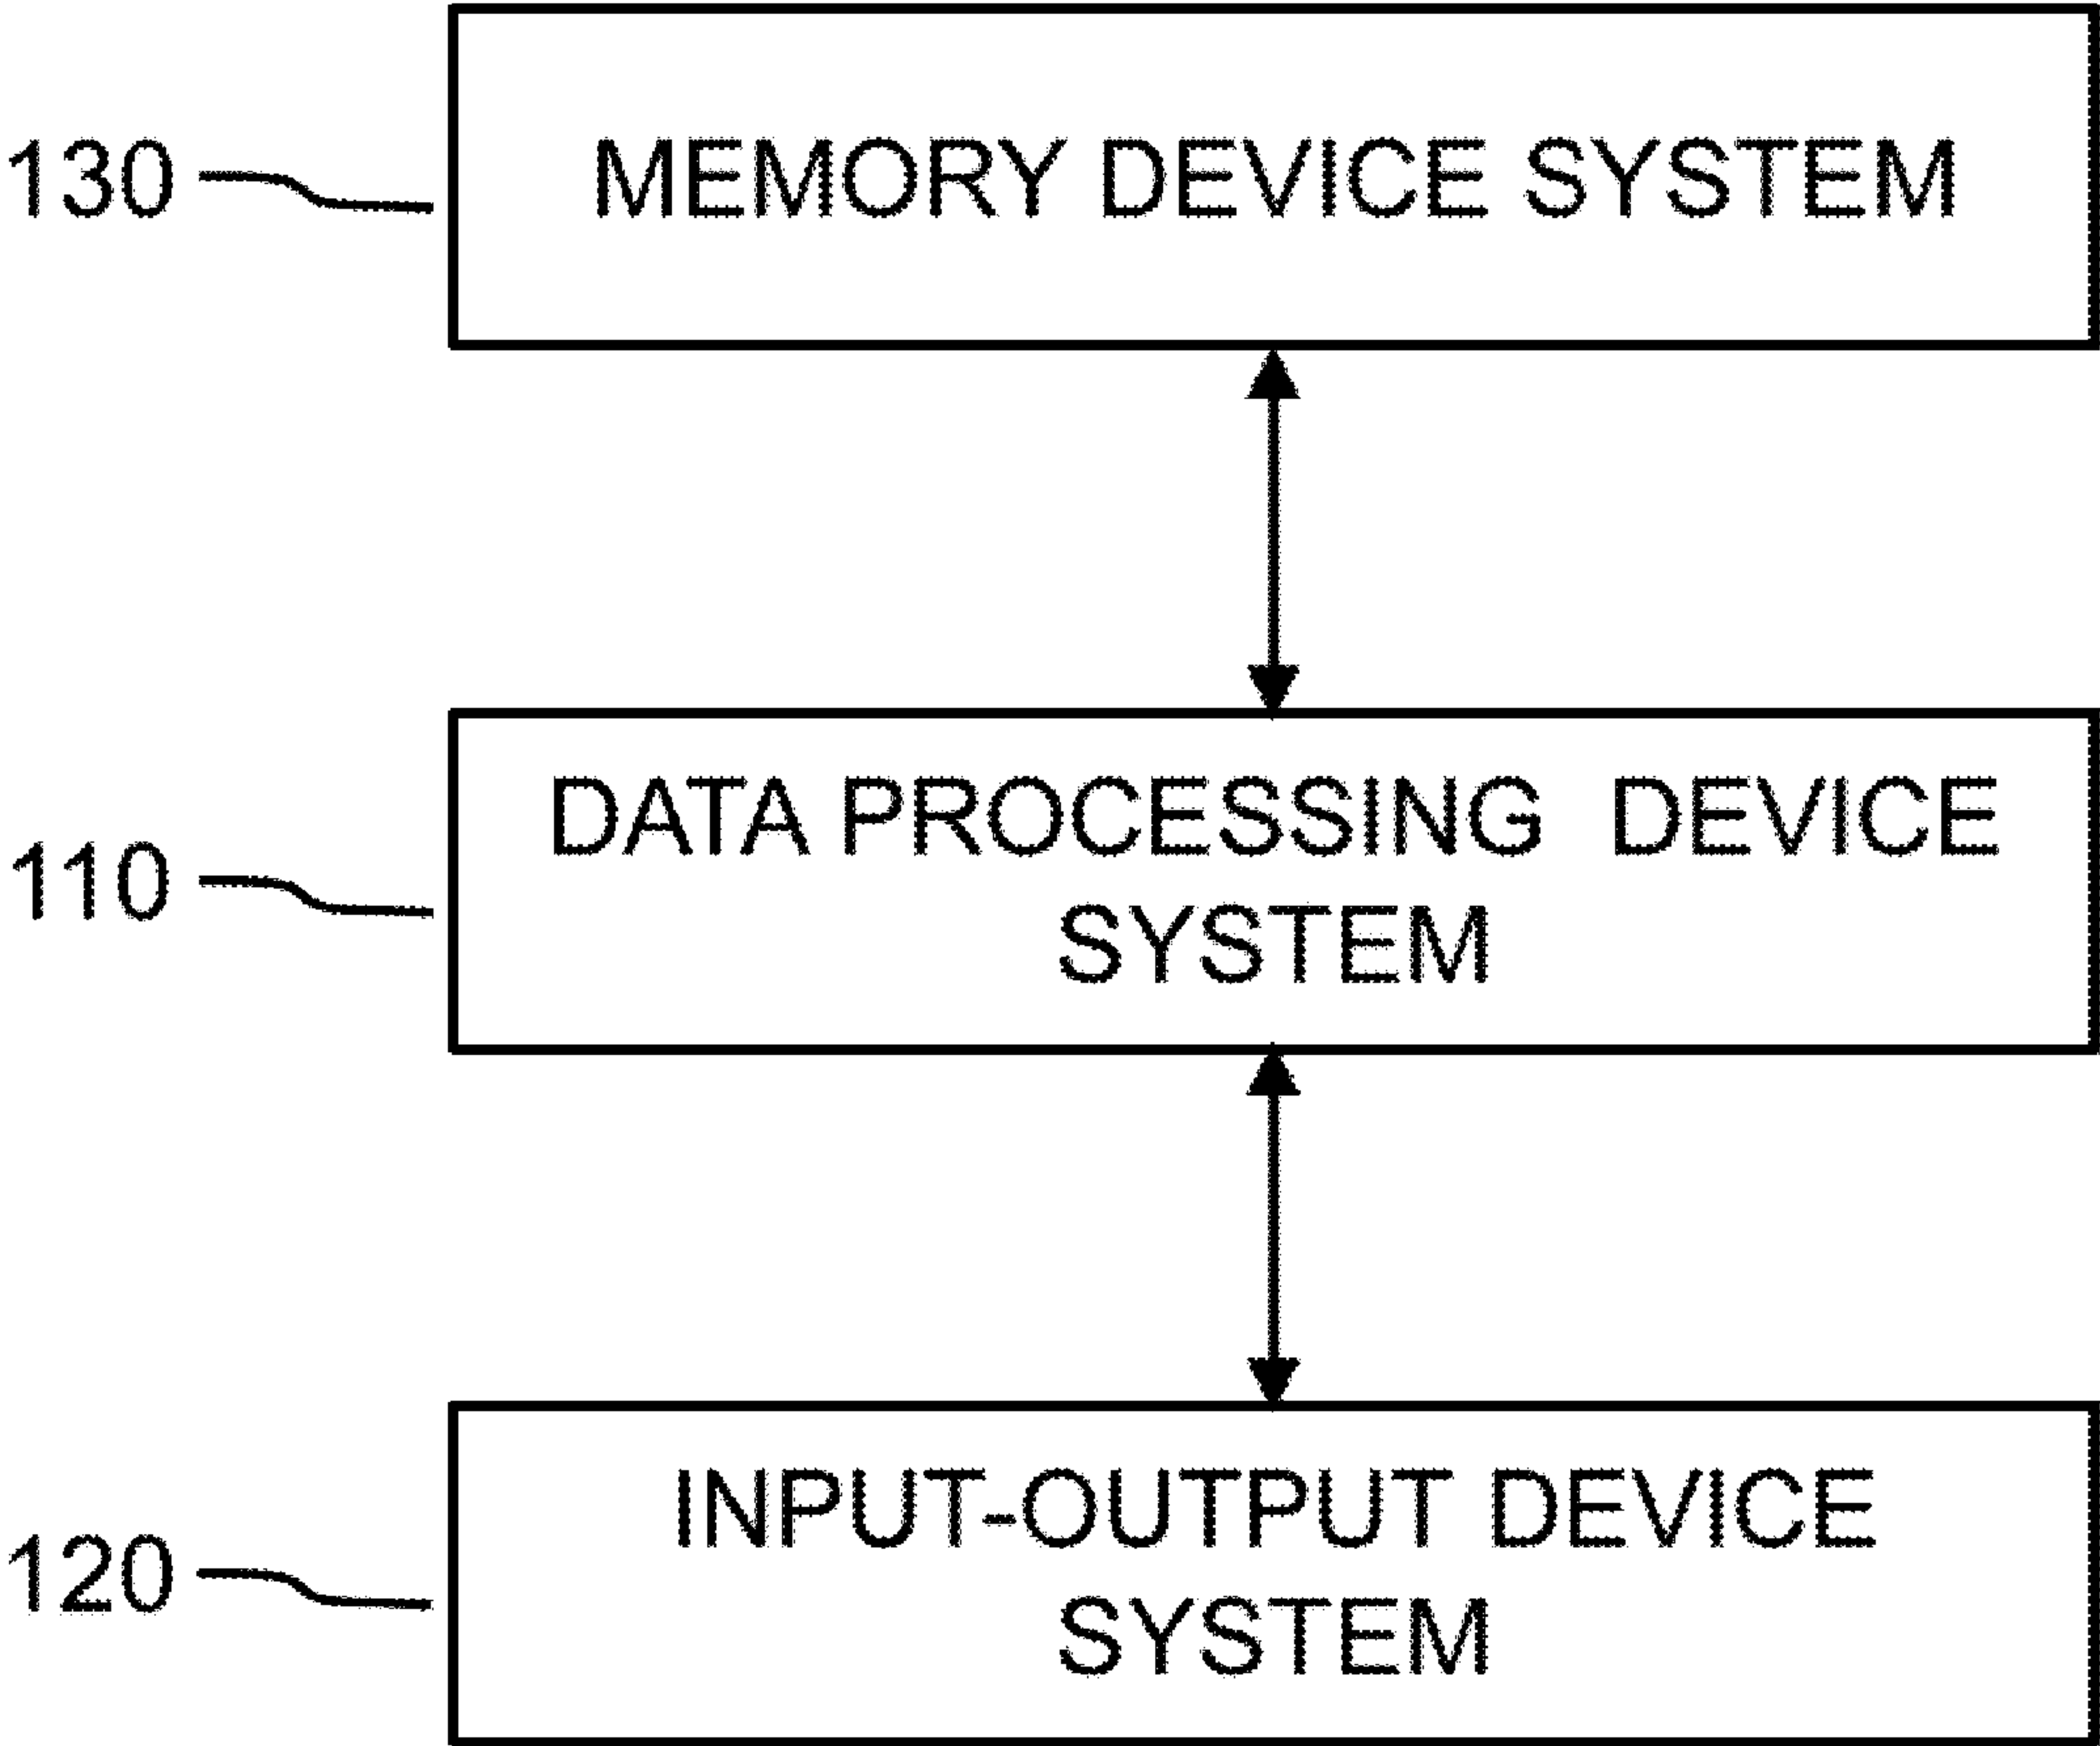 130
MEMORY DEVICE SYSTEM
110
DATA PROCESSING DEVICE
SYSTEM
120
INPUT-OUTPUT DEVICE
SYSTEM